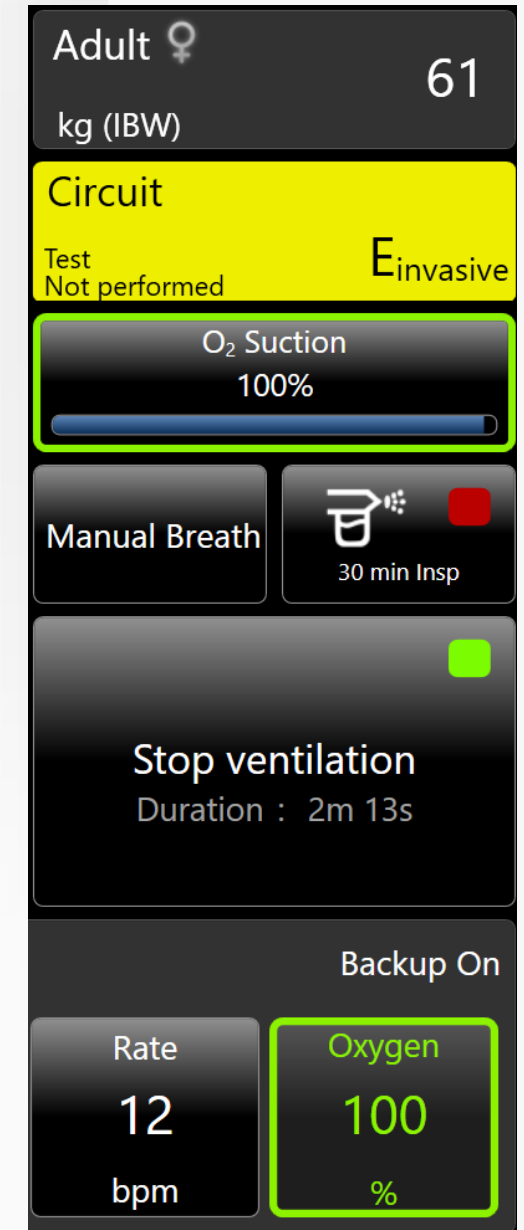 Adult ♀
61
kg (IBW)
Circuit
Test
Not performed
Einvasive
O₂ Suction
100%
Manual Breath
30 min Insp
Stop ventilation
Duration : 2m 13s
Backup On
Rate
12
bpm
Oxygen
100
%